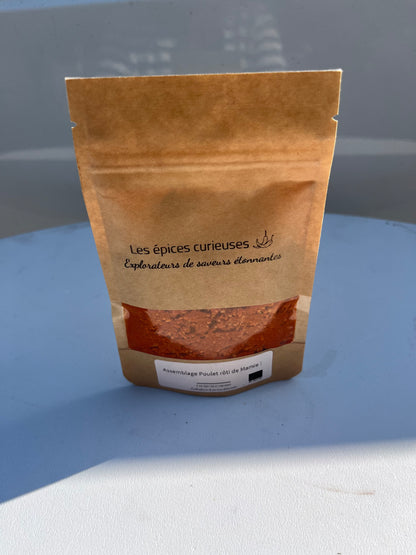 Les épices curieuses
Explorateurs de saveurs étonnantes
Assemblage Poulet rôti de Mamie